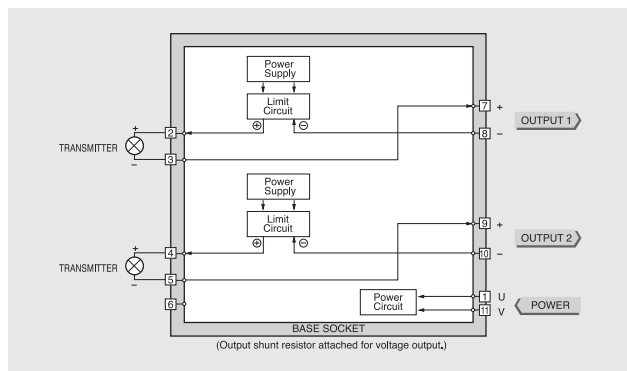 Power
Supply
Limit
Circuit
⊕ ⊖
7 +
OUTPUT 1
8 −
+ 2
TRANSMITTER
− 3
Power
Supply
Limit
Circuit
⊕ ⊖
9 +
OUTPUT 2
10 −
+ 4
TRANSMITTER
− 5
6
Power
Circuit
1 U
POWER
11 V
BASE SOCKET
(Output shunt resistor attached for voltage output.)